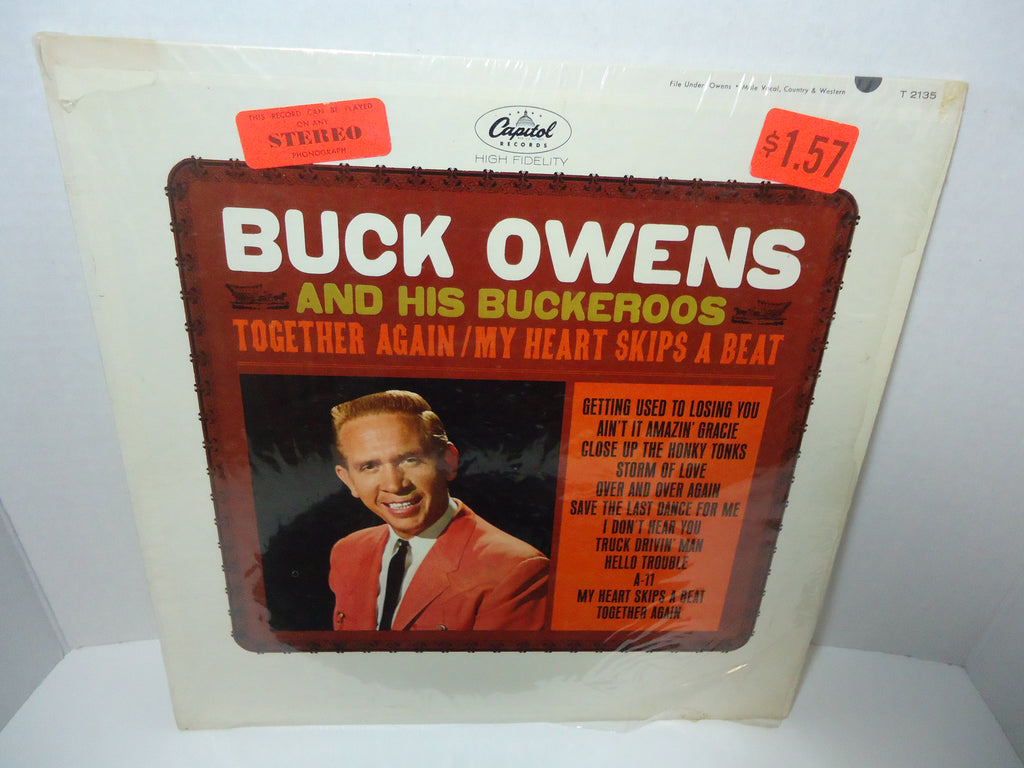 File Under: Owens • Male Vocal, Country & Western
T 2135
THIS RECORD CAN BE PLAYED
ON ANY
STEREO
PHONOGRAPH
Capitol
RECORDS
HIGH FIDELITY
$1.57
BUCK OWENS
AND HIS BUCKEROOS
TOGETHER AGAIN/MY HEART SKIPS A BEAT
GETTING USED TO LOSING YOU
AIN'T IT AMAZIN' GRACIE
CLOSE UP THE HONKY TONKS
STORM OF LOVE
OVER AND OVER AGAIN
SAVE THE LAST DANCE FOR ME
I DON'T HEAR YOU
TRUCK DRIVIN' MAN
HELLO TROUBLE
A-11
MY HEART SKIPS A BEAT
TOGETHER AGAIN